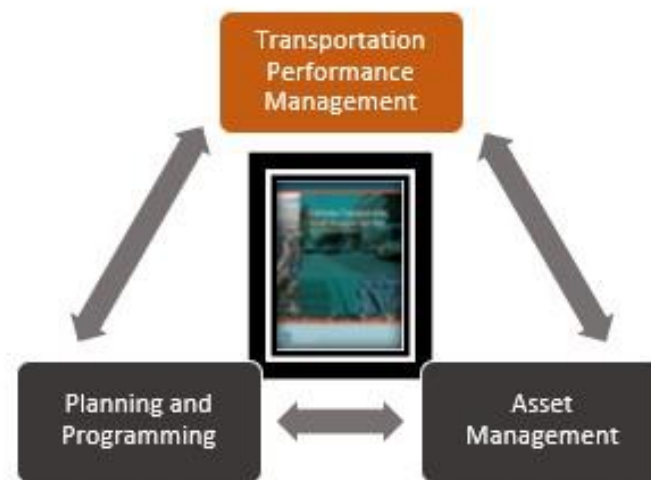 Transportation
Performance
Management
Planning and
Programming
Asset
Management